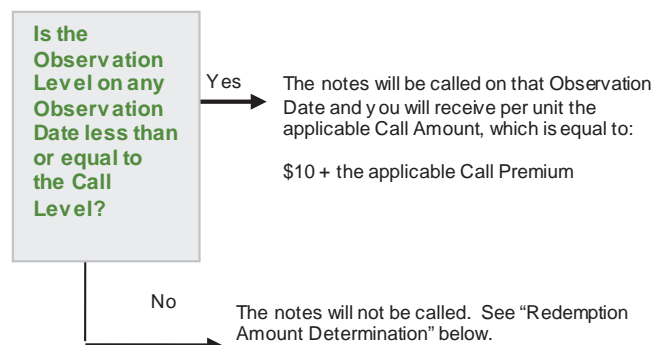 Is the
Observation
Level on any
Observation
Date less than
or equal to
the Call
Level?
Yes
The notes will be called on that Observation
Date and you will receive per unit the
applicable Call Amount, which is equal to:
$10 + the applicable Call Premium
No
The notes will not be called. See “Redemption
Amount Determination” below.